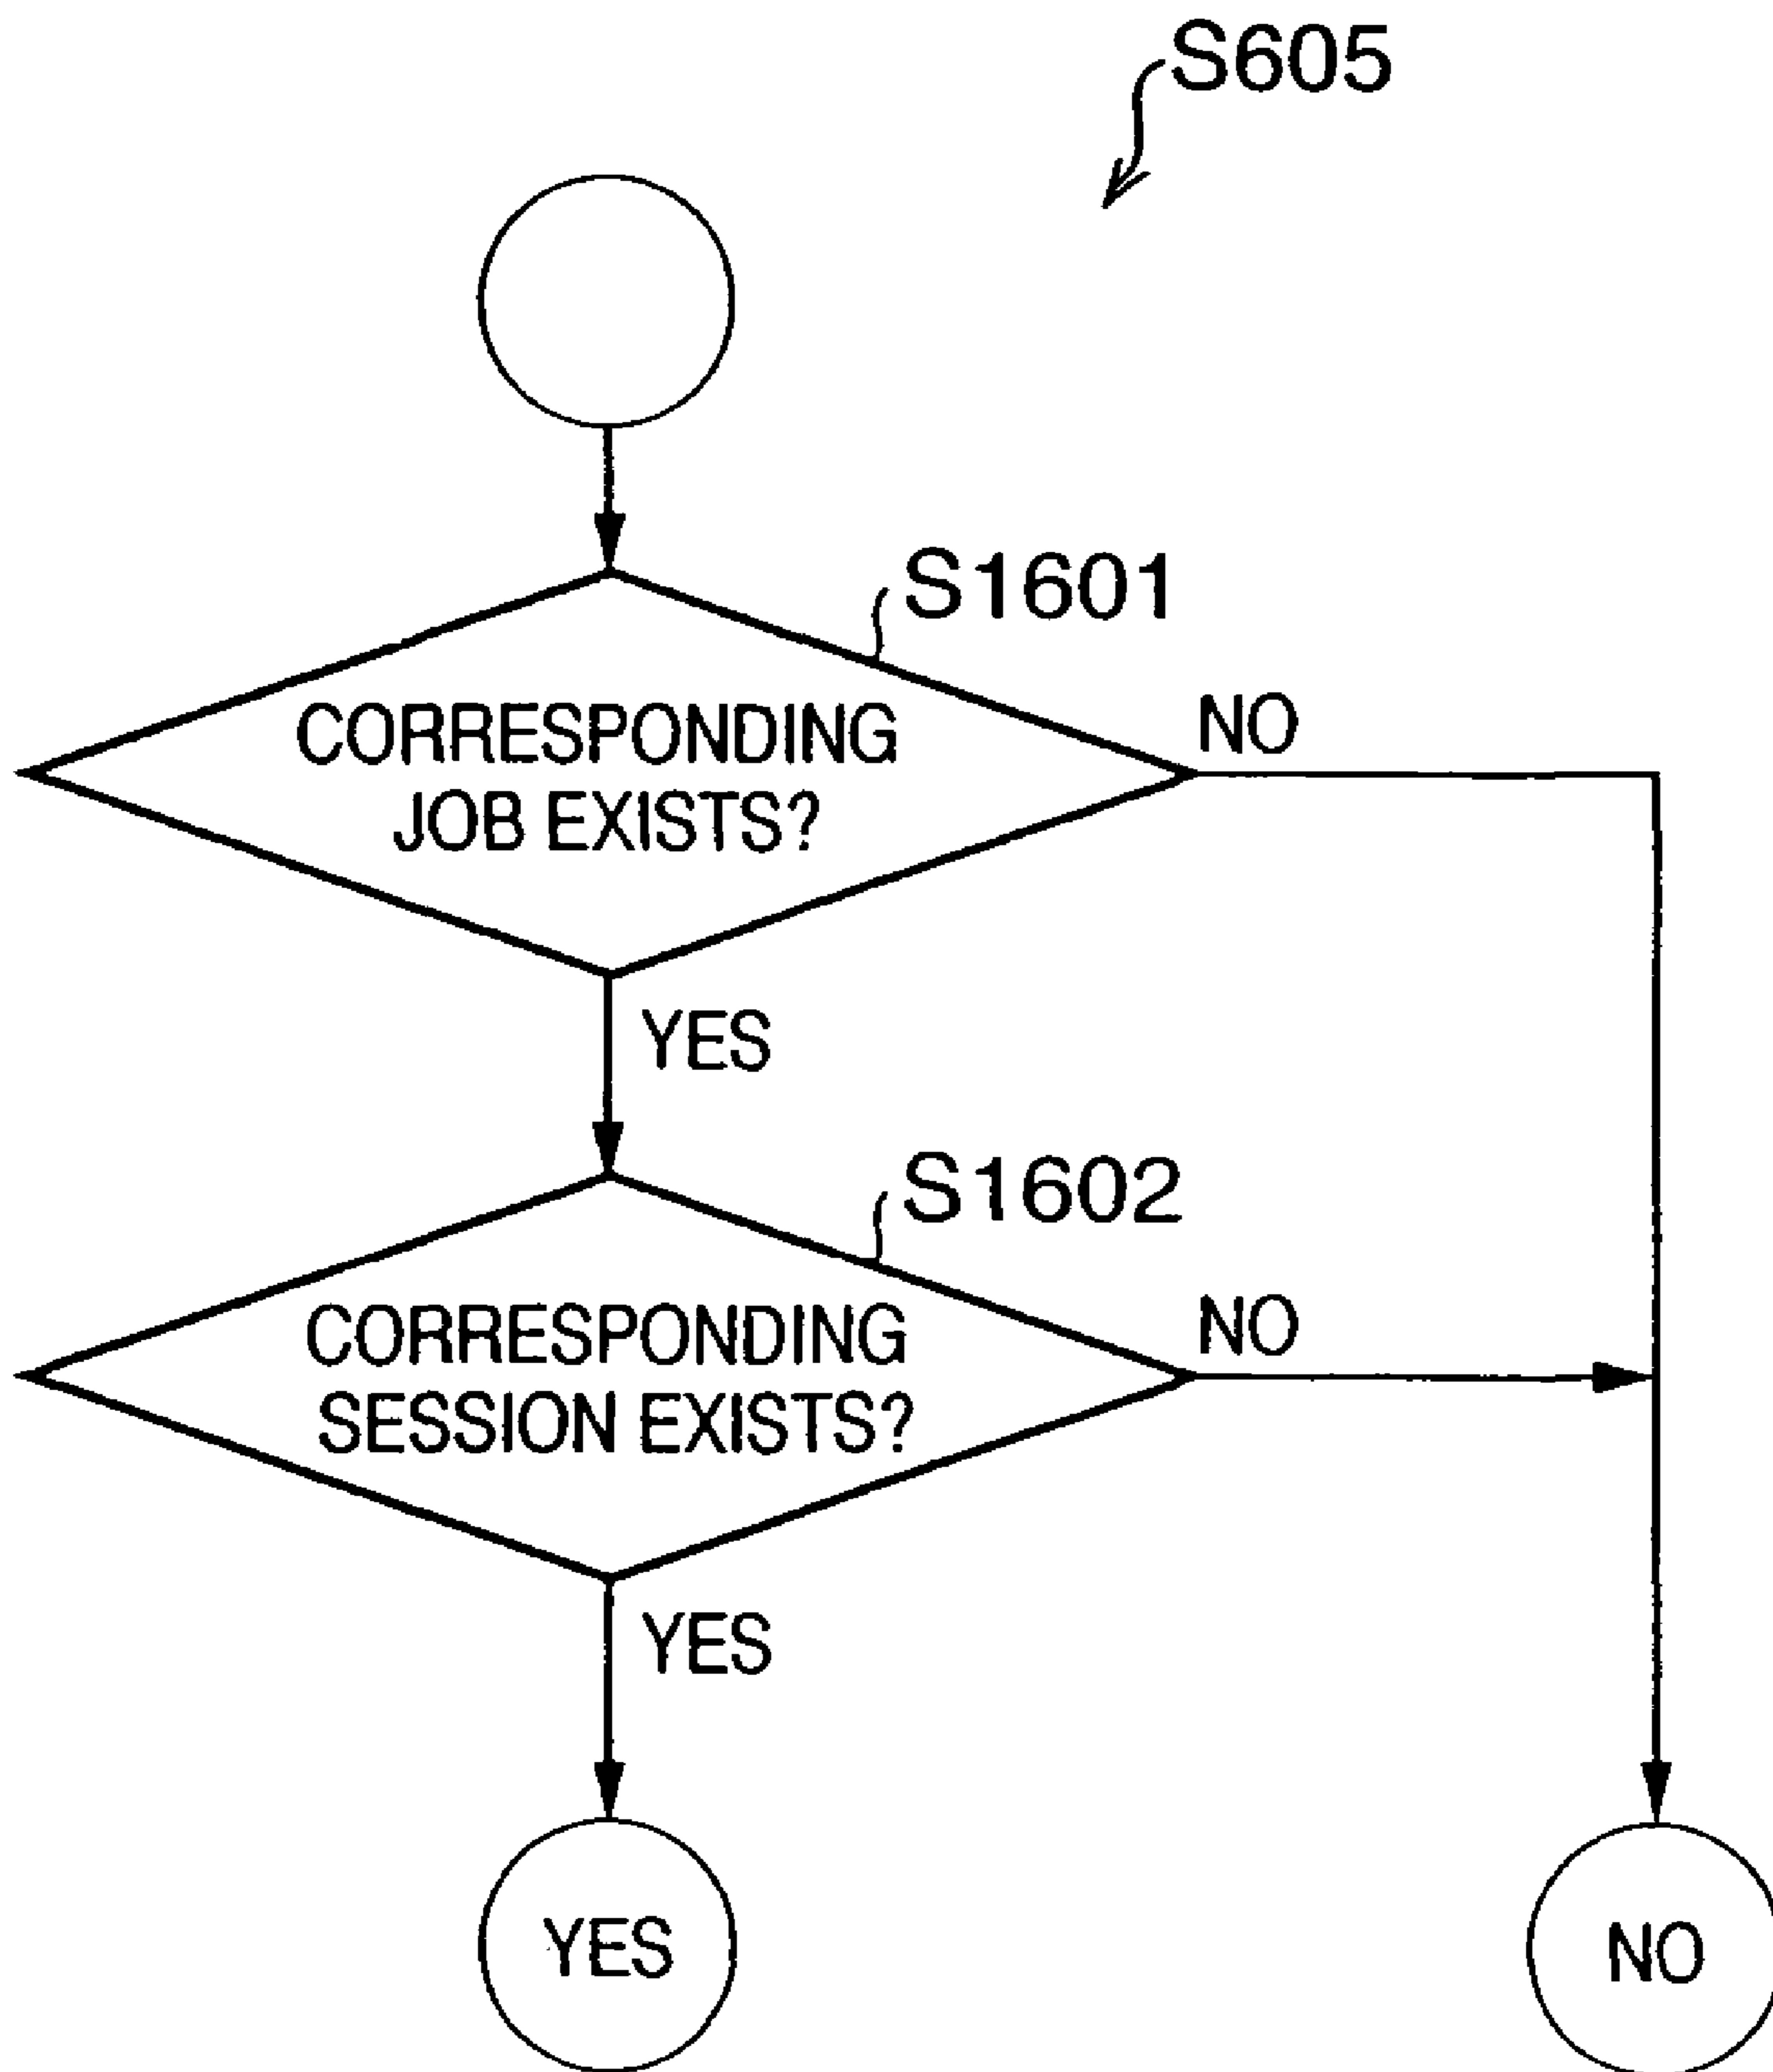 S605
S1601
CORRESPONDING
JOB EXISTS?
NO
YES
S1602
CORRESPONDING
SESSION EXISTS?
NO
YES
YES
NO